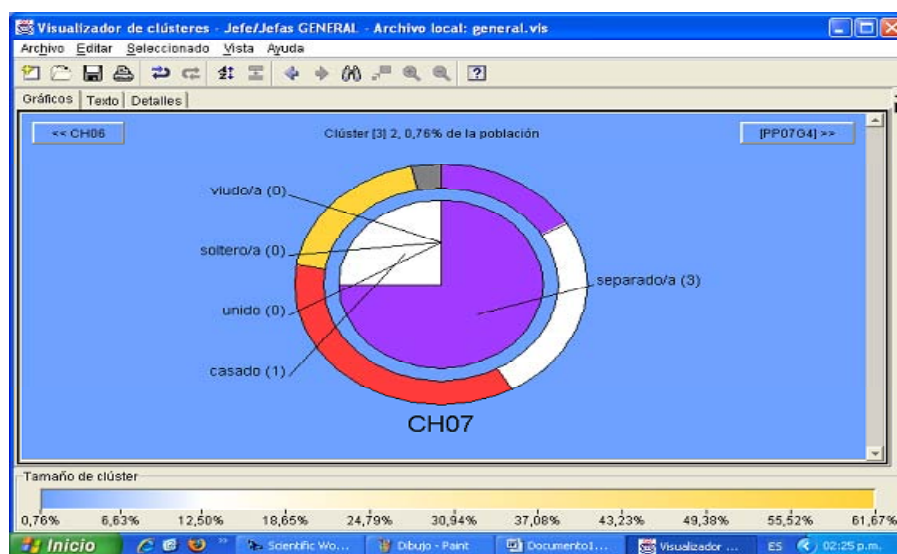 Visualizador de clústeres - Jefe/Jefas GENERAL - Archivo local: general.vis
Archivo Editar Seleccionado Vista Ayuda
Gráficos Texto Detalles
<< CH06 Clúster [3] 2, 0,76% de la población [PP07G4] >>
viudo/a (0)
soltero/a (0)
separado/a (3)
unido (0)
casado (1)
CH07
Tamaño de clúster
0,76% 6,63% 12,50% 18,65% 24,79% 30,94% 37,08% 43,23% 49,38% 55,52% 61,67%
Inicio » Scientific Wo... Dibujo - Paint Documento1... Visualizador ... ES 02:25 p.m.